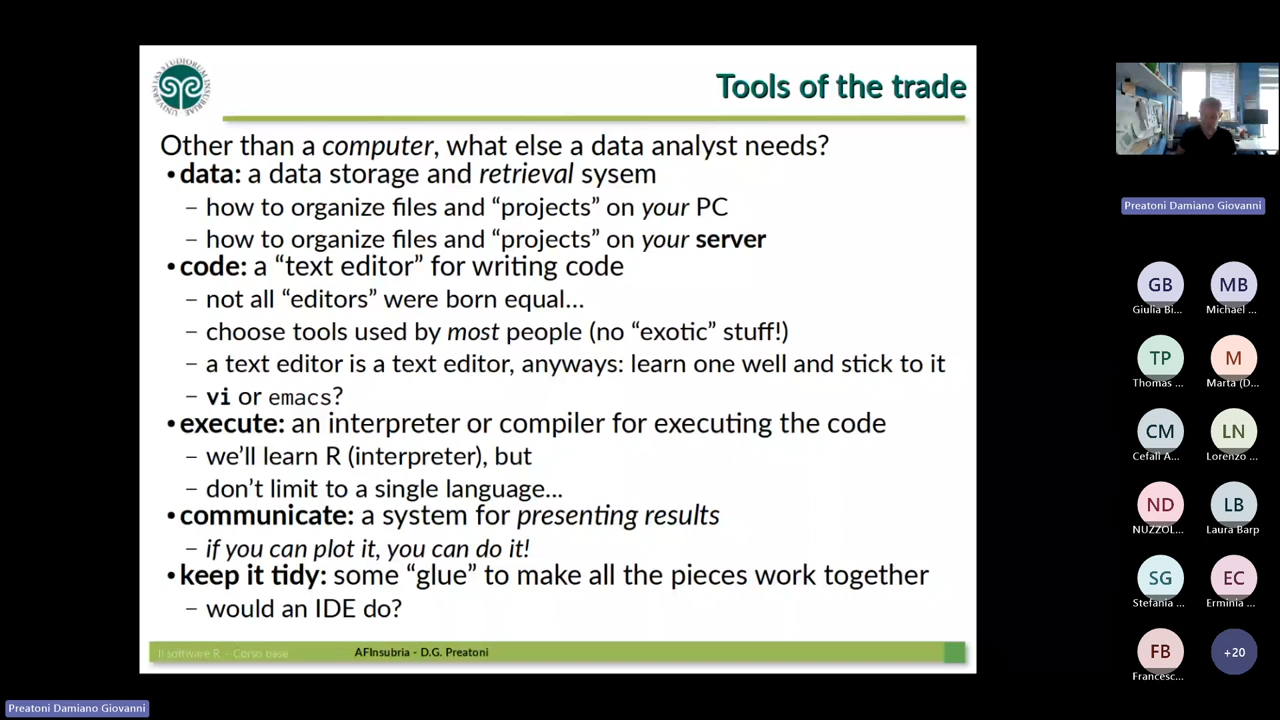 Tools of the trade
Other than a computer, what else a data analyst needs?
•data: a data storage and retrieval sysem
– how to organize files and “projects” on your PC
– how to organize files and “projects” on your server
•code: a “text editor” for writing code
– not all “editors” were born equal...
– choose tools used by most people (no “exotic” stuff!)
– a text editor is a text editor, anyways: learn one well and stick to it
– vi or emacs?
•execute: an interpreter or compiler for executing the code
– we’ll learn R (interpreter), but
– don’t limit to a single language...
•communicate: a system for presenting results
– if you can plot it, you can do it!
•keep it tidy: some “glue” to make all the pieces work together
– would an IDE do?
Il software R - Corso base
AFInsubria - D.G. Preatoni
Preatoni Damiano Giovanni
GB
MB
Giulia Bi...
Michael ...
TP
M
Thomas ...
Marta (D...
CM
LN
Cefalì A...
Lorenzo ...
ND
LB
NUZZOL...
Laura Barp
SG
EC
Stefania ...
Erminia ...
FB
+20
Francesc...
Preatoni Damiano Giovanni